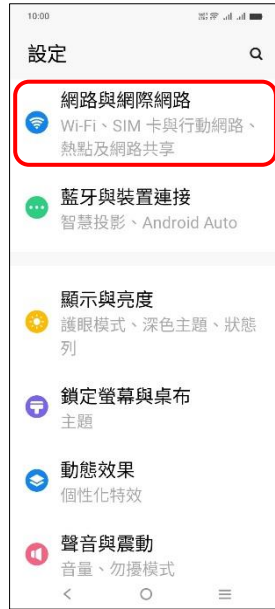 10:00
設定
網路與網際網路
Wi-Fi、SIM 卡與行動網路、
熱點及網路共享
藍牙與裝置連接
智慧投影、Android Auto
顯示與亮度
護眼模式、深色主題、狀態
列
鎖定螢幕與桌布
主題
動態效果
個性化特效
聲音與震動
音量、勿擾模式